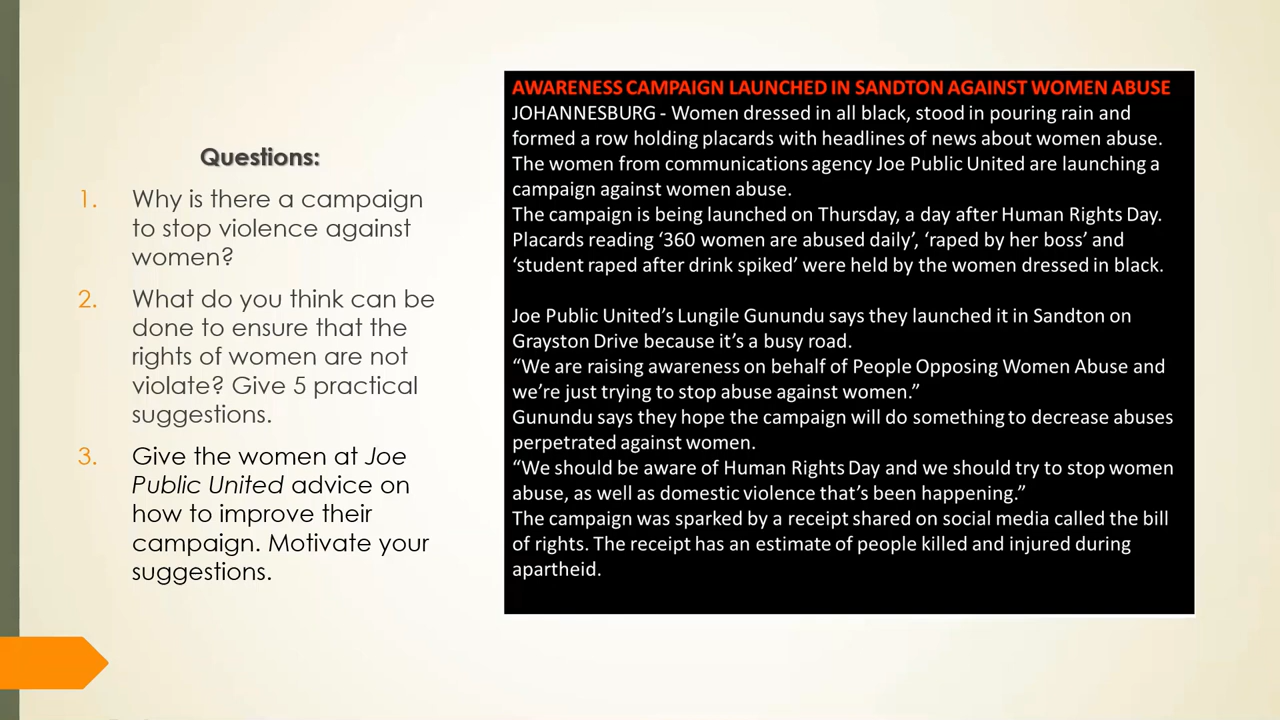 Questions:
1. Why is there a campaign
to stop violence against
women?
2. What do you think can be
done to ensure that the
rights of women are not
violate? Give 5 practical
suggestions.
3. Give the women at Joe
Public United advice on
how to improve their
campaign. Motivate your
suggestions.
AWARENESS CAMPAIGN LAUNCHED IN SANDTON AGAINST WOMEN ABUSE
JOHANNESBURG - Women dressed in all black, stood in pouring rain and
formed a row holding placards with headlines of news about women abuse.
The women from communications agency Joe Public United are launching a
campaign against women abuse.
The campaign is being launched on Thursday, a day after Human Rights Day.
Placards reading ‘360 women are abused daily’, ‘raped by her boss’ and
‘student raped after drink spiked’ were held by the women dressed in black.
Joe Public United’s Lungile Gunundu says they launched it in Sandton on
Grayston Drive because it’s a busy road.
“We are raising awareness on behalf of People Opposing Women Abuse and
we’re just trying to stop abuse against women.”
Gunundu says they hope the campaign will do something to decrease abuses
perpetrated against women.
“We should be aware of Human Rights Day and we should try to stop women
abuse, as well as domestic violence that’s been happening.”
The campaign was sparked by a receipt shared on social media called the bill
of rights. The receipt has an estimate of people killed and injured during
apartheid.